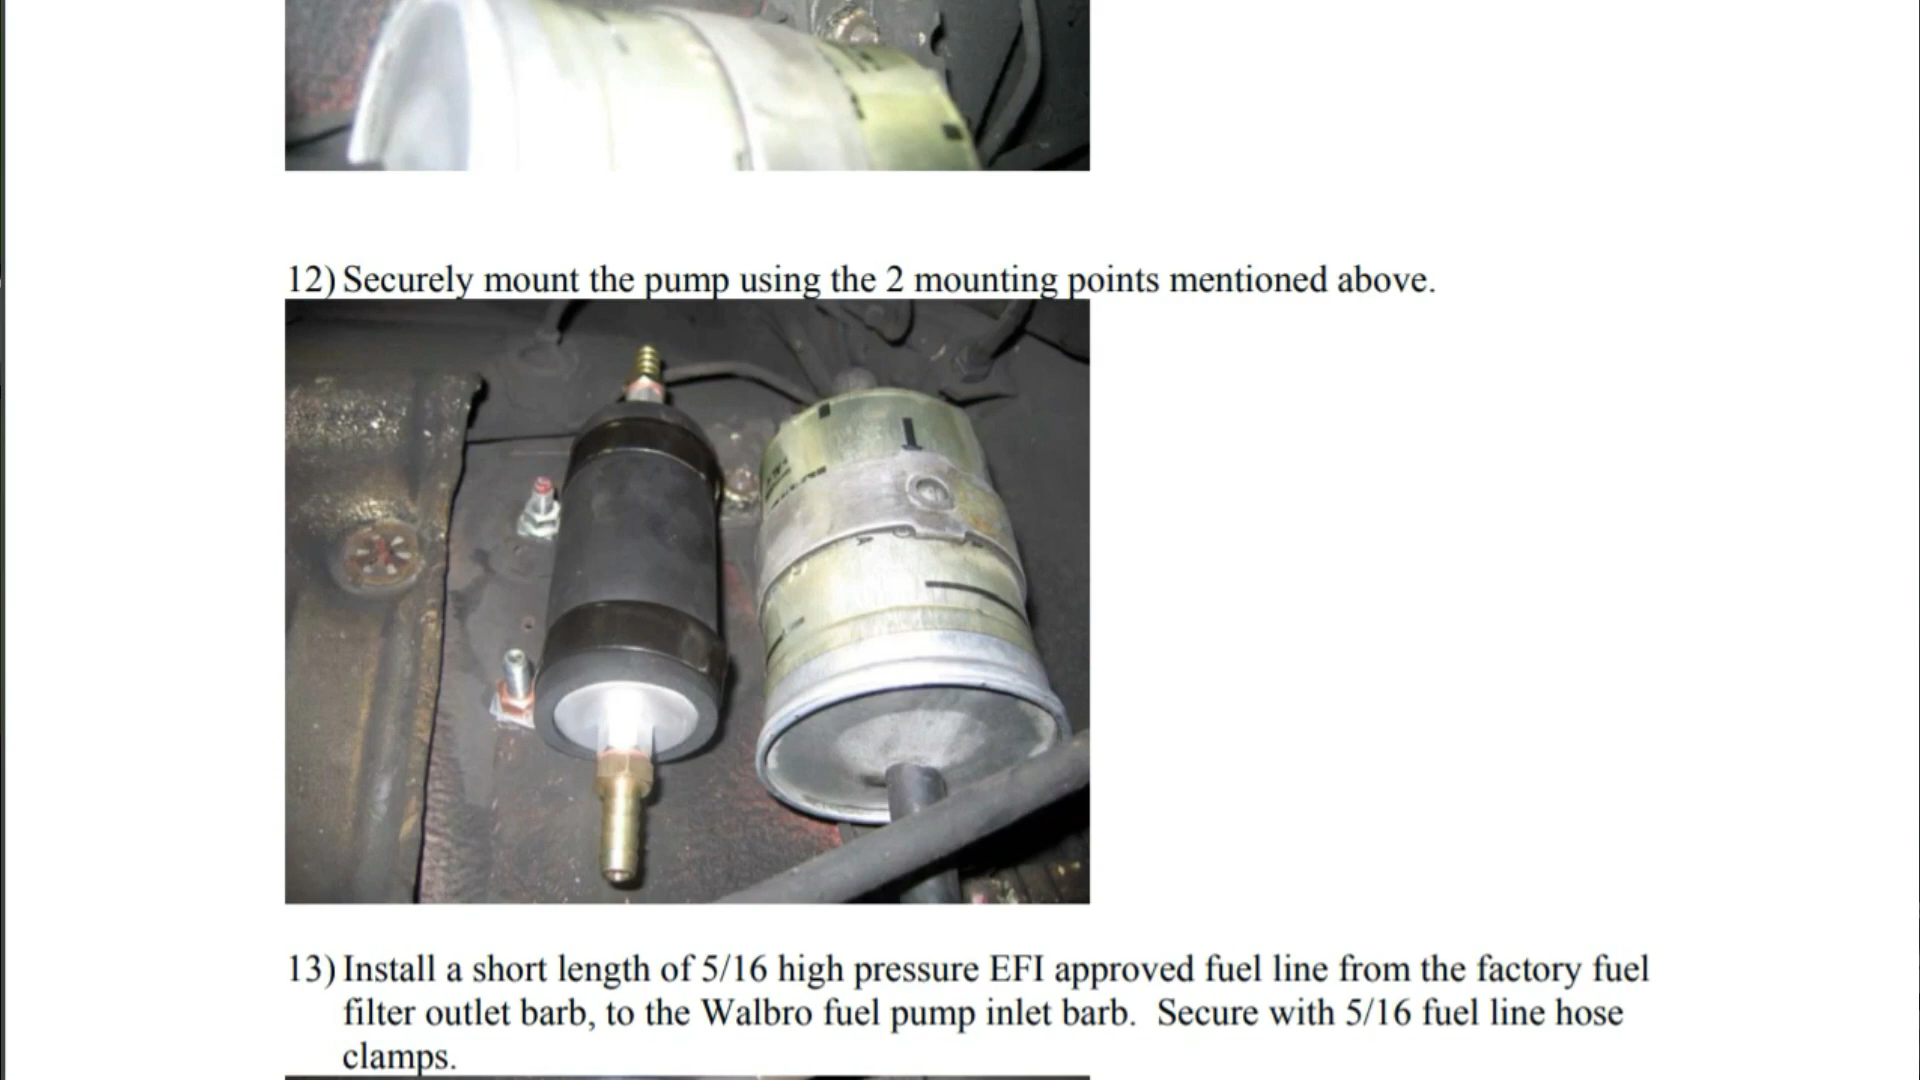 12) Securely mount the pump using the 2 mounting points mentioned above.
13) Install a short length of 5/16 high pressure EFI approved fuel line from the factory fuel
filter outlet barb, to the Walbro fuel pump inlet barb.  Secure with 5/16 fuel line hose
clamps.